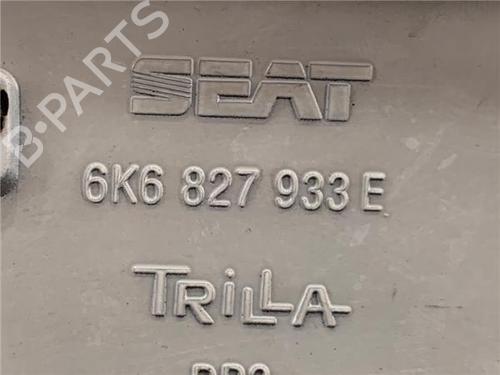 SEAT
B-PARTS
6K6 827 933 E
TRiLLA